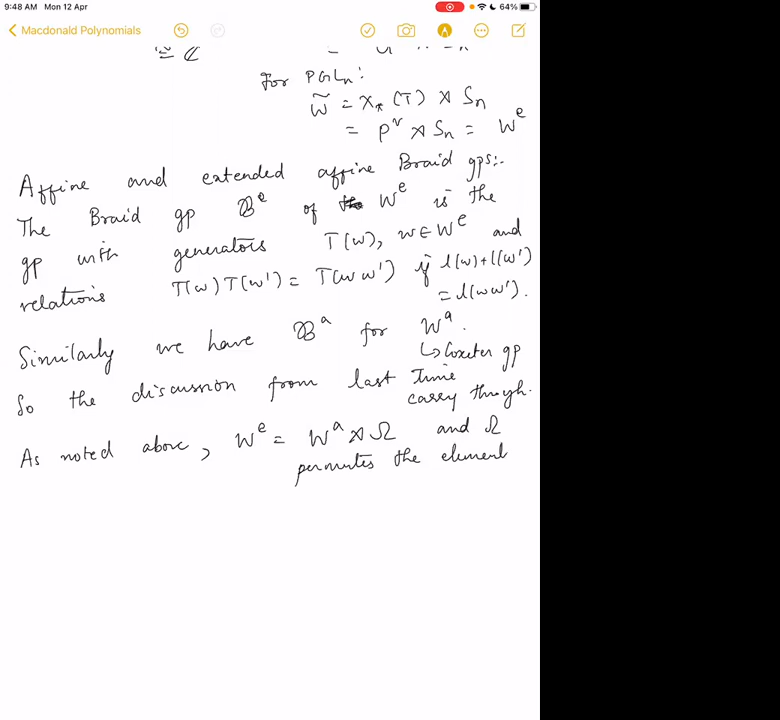 9:48 AM Mon 12 Apr
64%
Macdonald Polynomials
≅ ℂ
for PGLn:
W̃ = X* (T) ⋊ Sn
= P^v ⋊ Sn = W^e
Affine and extended affine Braid gps:-
The Braid gp 𝔅^e of W^e is the
gp with generators T(w), w ∈ W^e and
relations T(w) T(w') = T(ww') if l(w)+l(w')
= l(ww').
Similarly we have 𝔅^a for W^a.
↳ Coxeter gp
So the discussion from last time
carry through.
As noted above, W^e = W^a ⋊ Ω and Ω
permutes the element